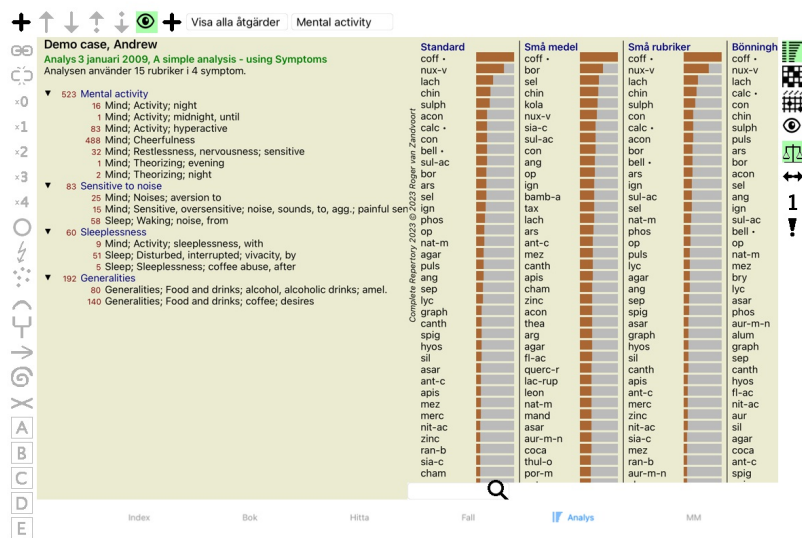 Visa alla åtgärder
Mental activity
Demo case, Andrew
Analys 3 januari 2009, A simple analysis - using Symptoms
Analysen använder 15 rubriker i 4 symptom.
523 Mental activity
16 Mind; Activity; night
1 Mind; Activity; midnight, until
83 Mind; Activity; hyperactive
488 Mind; Cheerfulness
32 Mind; Restlessness, nervousness; sensitive
1 Mind; Theorizing; evening
2 Mind; Theorizing; night
83 Sensitive to noise
25 Mind; Noises; aversion to
15 Mind; Sensitive, oversensitive; noise, sounds, to, agg.; painful sen
58 Sleep; Waking; noise, from
60 Sleeplessness
9 Mind; Activity; sleeplessness, with
51 Sleep; Disturbed, interrupted; vivacity, by
5 Sleep; Sleeplessness; coffee abuse, after
192 Generalities
80 Generalities; Food and drinks; alcohol, alcoholic drinks; amel.
140 Generalities; Food and drinks; coffee; desires
×0
×1
×2
×3
×4
A
B
C
D
E
Complete Repertory 2023 © 2023 Roger van Zandvoort
Standard
coff •
nux-v
lach
chin
sulph
acon
calc •
con
bell •
sul-ac
bor
ars
sel
ign
phos
op
nat-m
agar
puls
ang
sep
lyc
graph
canth
spig
hyos
sil
asar
ant-c
apis
mez
merc
nit-ac
zinc
ran-b
sia-c
cham
Små medel
coff •
bor
sel
chin
kola
nux-v
sia-c
sul-ac
con
ang
op
ign
bamb-a
tax
lach
ars
ant-c
mez
canth
apis
cham
zinc
acon
thea
arg
agar
fl-ac
querc-r
lac-rup
leon
nat-m
mand
asar
aur-m-n
coca
thul-o
por-m
Små rubriker
coff •
nux-v
lach
chin
sulph
con
calc •
acon
bor
bell •
ars
ign
sul-ac
sel
nat-m
phos
op
puls
lyc
agar
ang
sep
spig
asar
graph
hyos
sil
canth
apis
ant-c
merc
zinc
nit-ac
sia-c
mez
ran-b
aur-m-n
Bönningh
coff •
nux-v
lach
calc •
con
chin
sulph
puls
ars
bor
acon
sel
ang
ign
sul-ac
bell •
op
nat-m
mez
bry
lyc
asar
phos
aur-m-n
alum
graph
sep
canth
hyos
fl-ac
nit-ac
aur
sil
agar
coca
ant-c
spig
1
Index
Bok
Hitta
Fall
Analys
MM